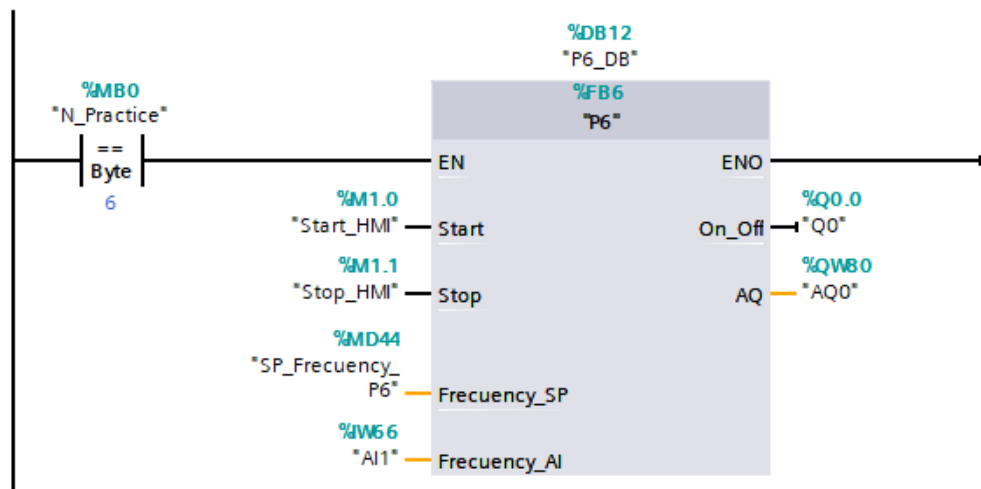 %DB12
"P6_DB"
%MB0
"N_Practice"
==
Byte
6
%FB6
"P6"
EN
ENO
%M1.0
"Start_HMI"
Start
%Q0.0
"Q0"
On_Off
%M1.1
"Stop_HMI"
Stop
%QW80
"AQ0"
AQ
%MD44
"SP_Frecuency_
P6"
Frecuency_SP
%IW66
"AI1"
Frecuency_AI